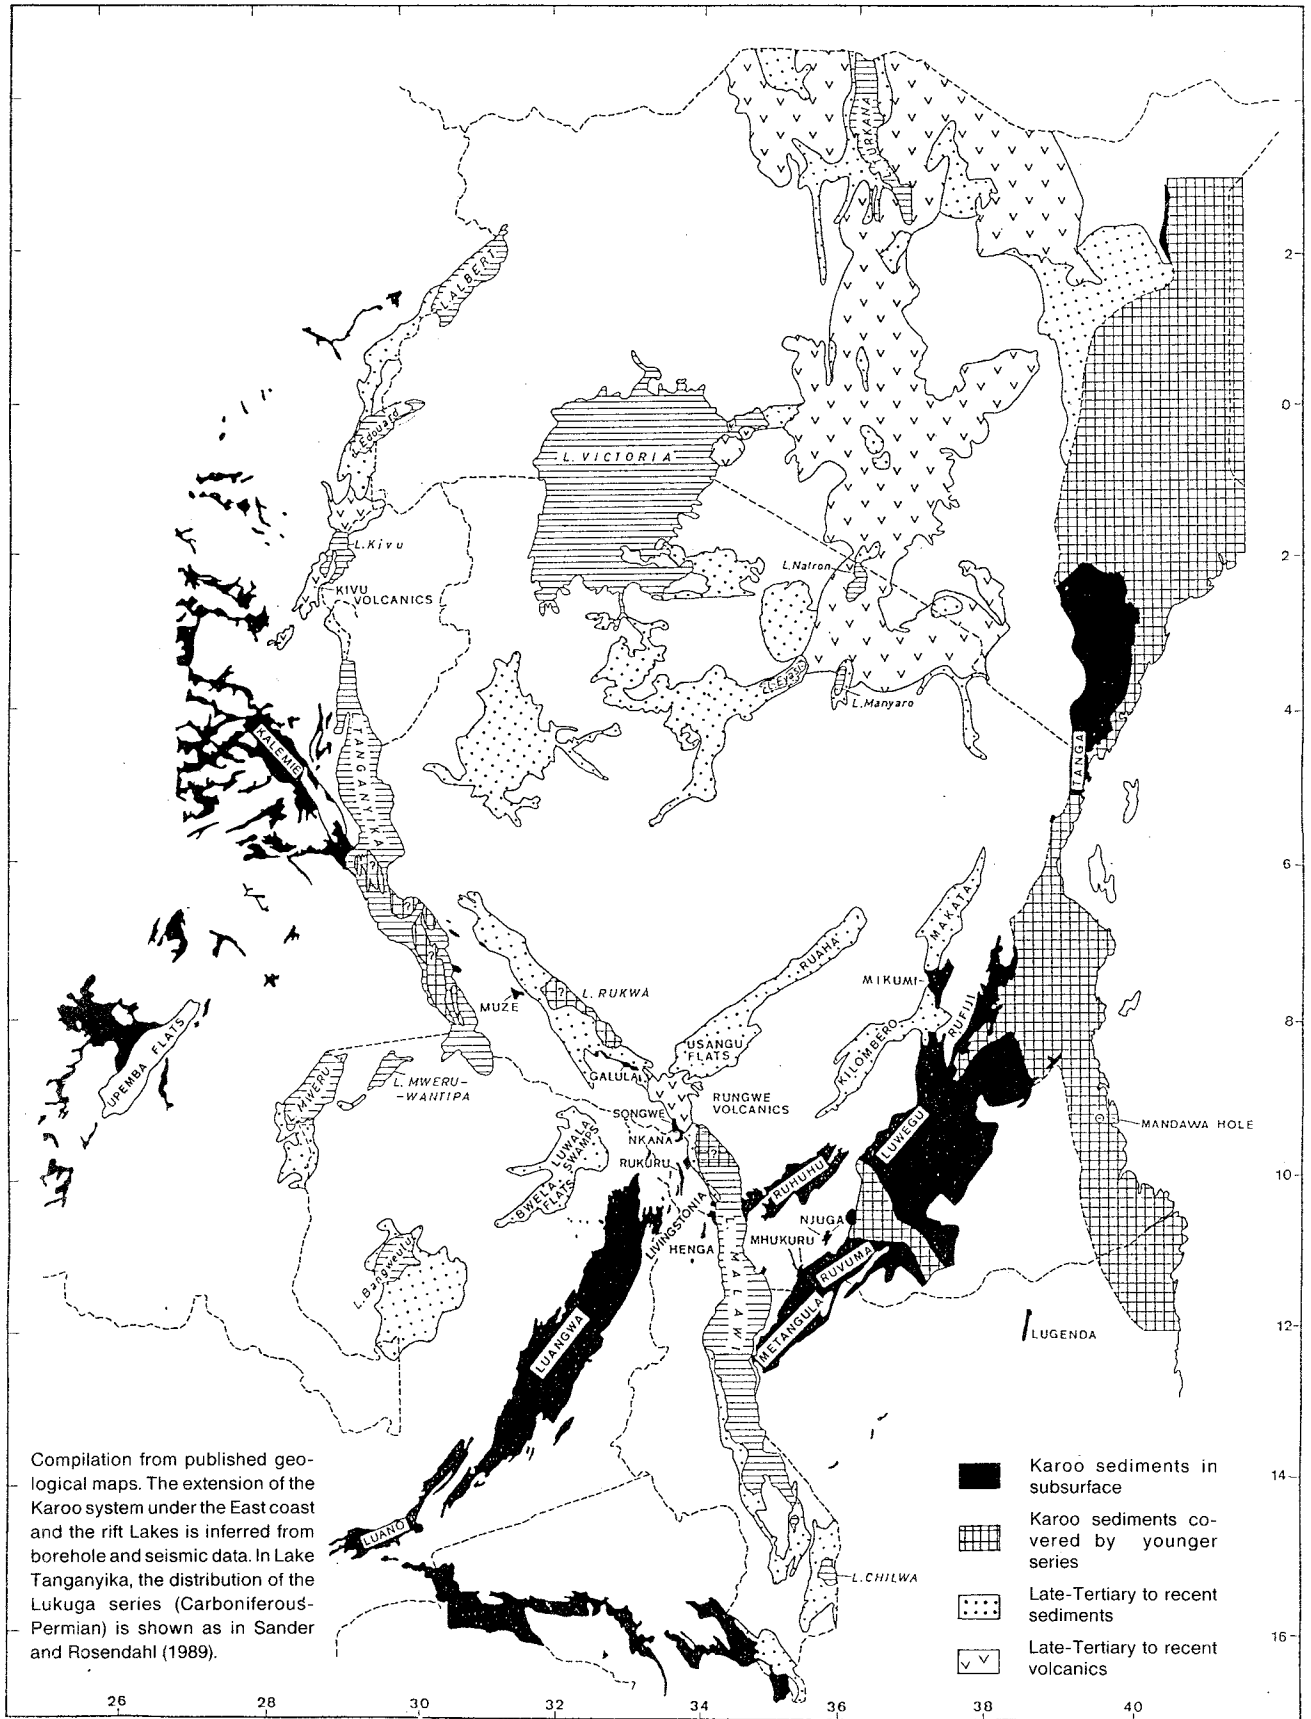 TURKANA
L. ALBERT
2
Edouard
0
L. VICTORIA
L.Kivu
2
L.Natron
KIVU
VOLCANICS
L. Eyasi
L.Manyaro
4
KALEMIE
TANGANYIKA
TANGA
?
6
MAKATA
?
RUAHA
?
MIKUMI
MUZE
?
L. RUKWA
RUFIJI
8
UPEMBA FLATS
USANGU
FLATS
KILOMBERO
GALULA
MWERU
L. MWERU-
-WANTIPA
RUNGWE
VOLCANICS
SONGWE
LUWEGU
MANDAWA HOLE
NKANA
LUWALA
SWAMPS
RUKURU
?
10
BWELA
FLATS
RUHUHU
LIVINGSTONIA
NJUGA
HENGA
MHUKURU
L.Bangweulu
MALAWI
RUVUMA
METANGULA
LUANGWA
LUGENDA
12
Compilation from published geo-
logical maps. The extension of the
Karoo system under the East coast
and the rift Lakes is inferred from
borehole and seismic data. In Lake
Tanganyika, the distribution of the
Lukuga series (Carboniferous-
Permian) is shown as in Sander
and Rosendahl (1989).
LUANO
L.CHILWA
Karoo sediments in
subsurface
14
Karoo sediments co-
vered by younger
series
Late-Tertiary to recent
sediments
16
Late-Tertiary to recent
volcanics
26 28 30 32 34 36 38 40